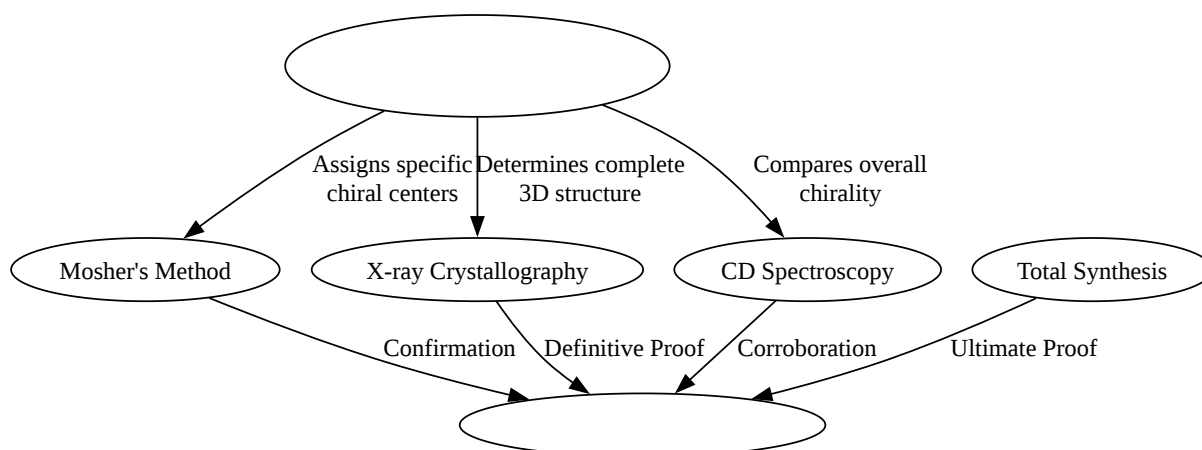 Assigns specific
chiral centers
Determines complete
3D structure
Compares overall
chirality
Mosher's Method
X-ray Crystallography
CD Spectroscopy
Total Synthesis
Confirmation
Definitive Proof
Corroboration
Ultimate Proof